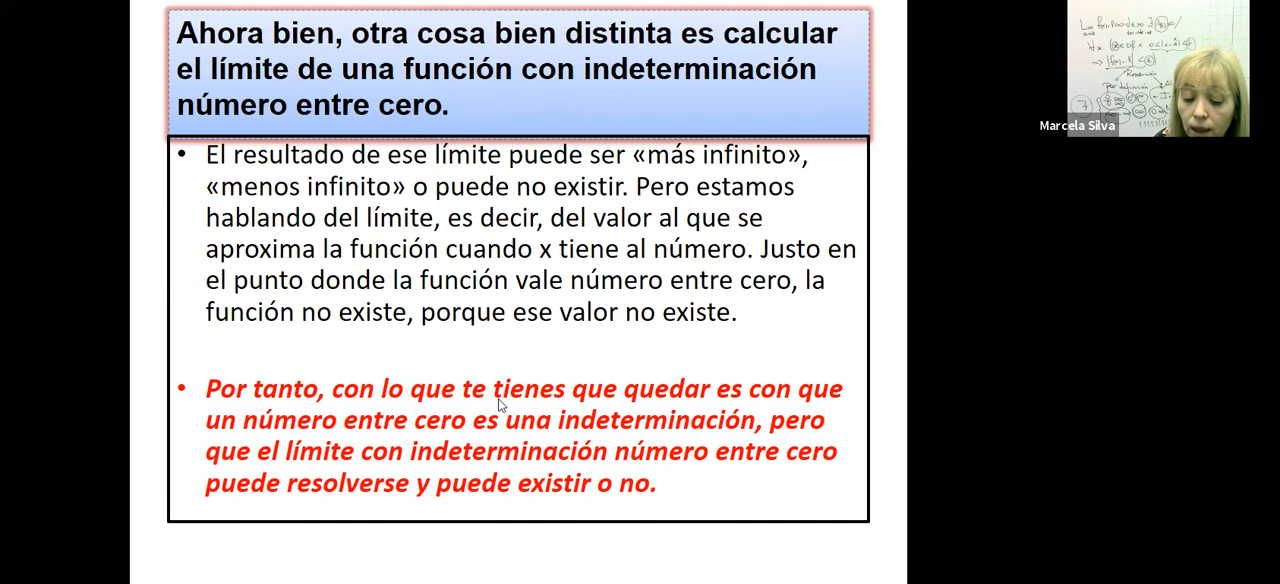 Ahora bien, otra cosa bien distinta es calcular
el límite de una función con indeterminación
número entre cero.
• El resultado de ese límite puede ser «más infinito»,
«menos infinito» o puede no existir. Pero estamos
hablando del límite, es decir, del valor al que se
aproxima la función cuando x tiene al número. Justo en
el punto donde la función vale número entre cero, la
función no existe, porque ese valor no existe.
• Por tanto, con lo que te tienes que quedar es con que
un número entre cero es una indeterminación, pero
que el límite con indeterminación número entre cero
puede resolverse y puede existir o no.
Marcela Silva